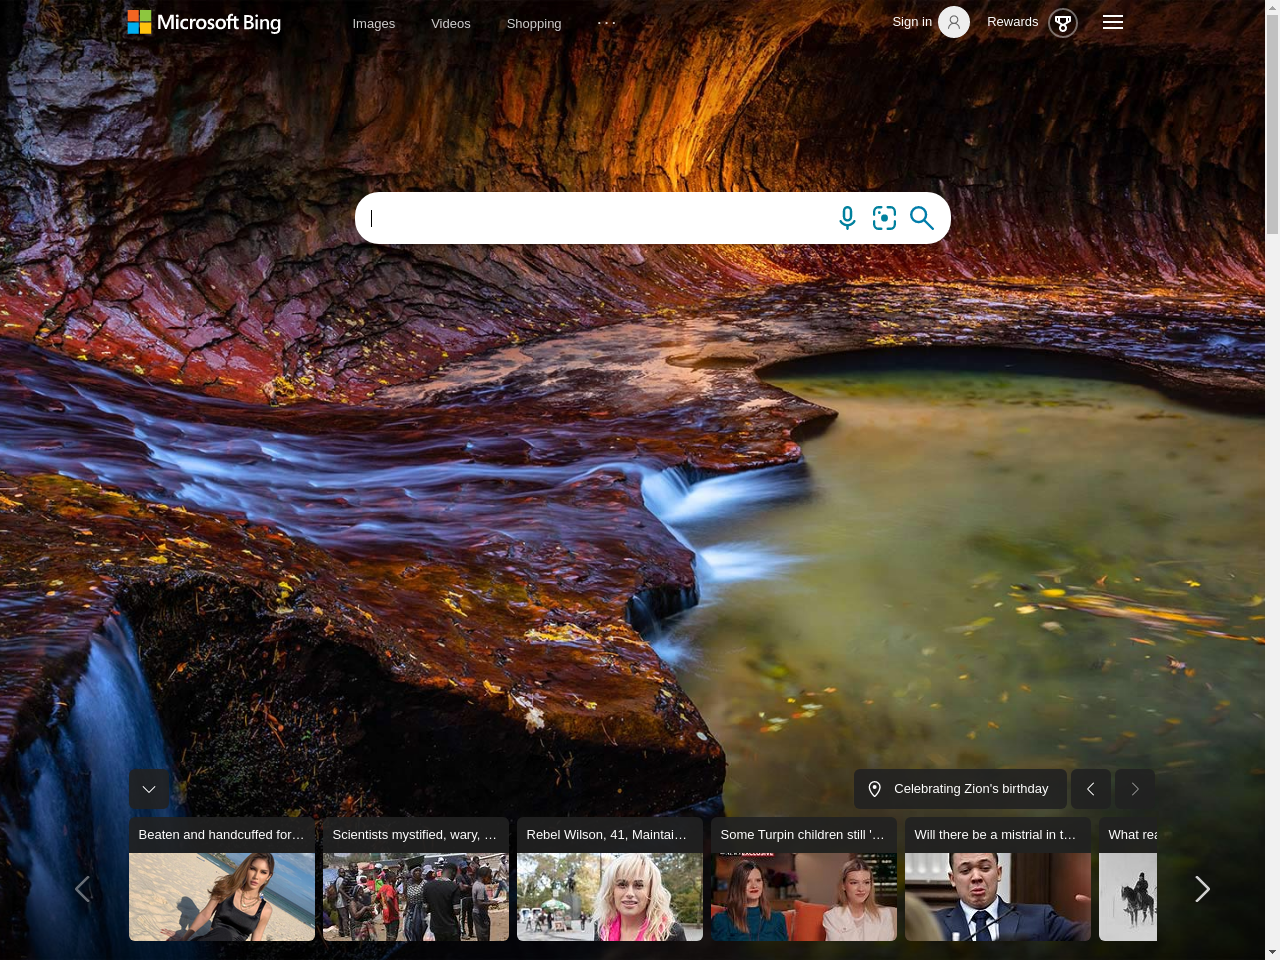 Microsoft Bing
Images
Videos
Shopping
Sign in
Rewards
Celebrating Zion's birthday
Beaten and handcuffed for…
Scientists mystified, wary, …
Rebel Wilson, 41, Maintai…
Some Turpin children still '…
Will there be a mistrial in t…
What rea
EXCLUSIVE